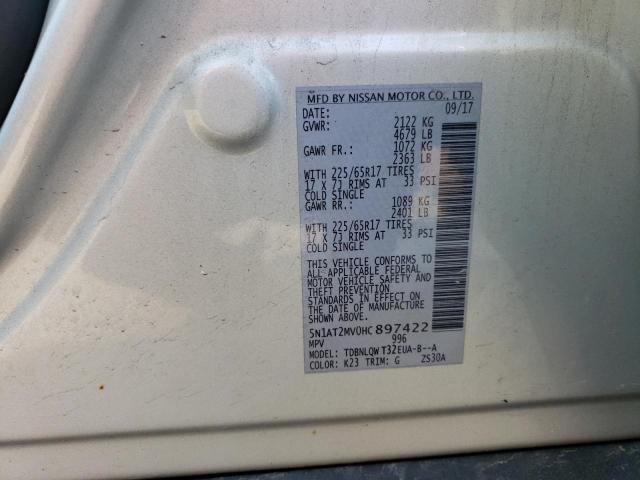 MFD BY NISSAN MOTOR CO., LTD.
DATE: 09/17
GVWR: 2122 KG
4679 LB
GAWR FR.: 1072 KG
2363 LB
WITH 225/65R17 TIRES
17 X 7J RIMS AT 33 PSI
COLD SINGLE
GAWR RR.: 1089 KG
2401 LB
WITH 225/65R17 TIRES
17 X 7J RIMS AT 33 PSI
COLD SINGLE
THIS VEHICLE CONFORMS TO
ALL APPLICABLE FEDERAL
MOTOR VEHICLE SAFETY AND
THEFT PREVENTION
STANDARDS IN EFFECT ON
THE DATE OF MANUFACTURE
SHOWN ABOVE
5N1AT2MV0HC 897422
MPV 996
MODEL: TDBNLQW T32EUA-B--A
COLOR: K23 TRIM: G ZS30A